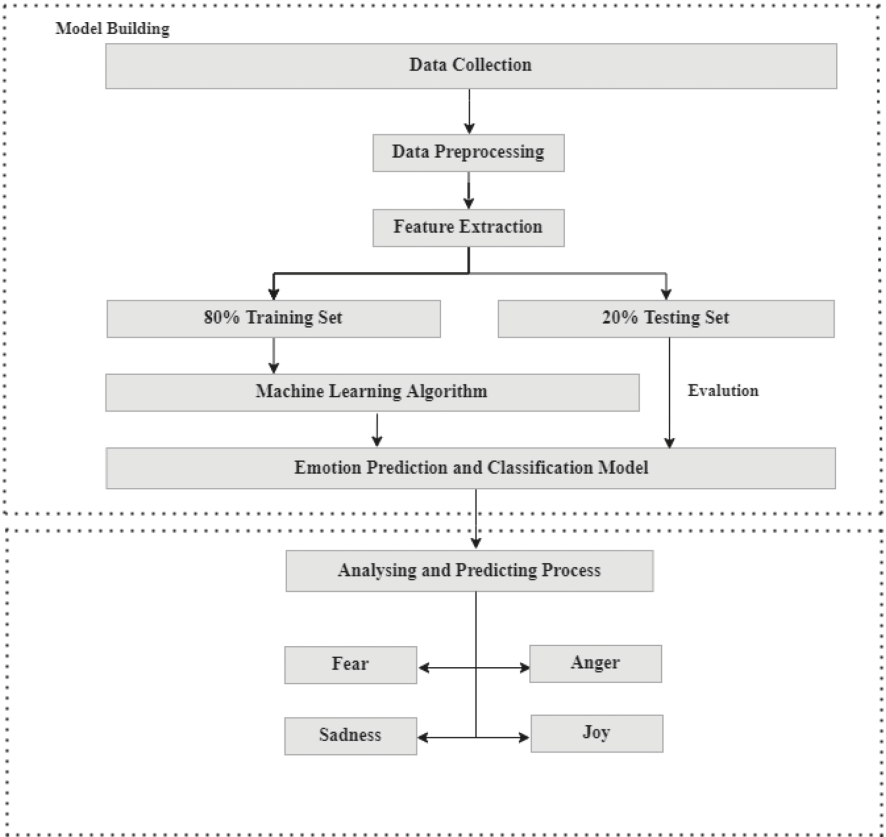 Model Building
Data Collection
Data Preprocessing
Feature Extraction
80% Training Set
20% Testing Set
Machine Learning Algorithm
Evalution
Emotion Prediction and Classification Model
Analysing and Predicting Process
Fear
Anger
Sadness
Joy